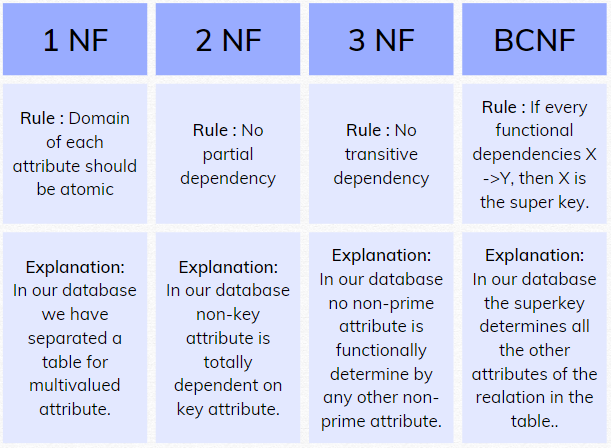 1 NF
2 NF
3 NF
BCNF
Rule : Domain
of each
attribute should
be atomic
Rule : No
partial
dependency
Rule : No
transitive
dependency
Rule : If every
functional
dependencies X
->Y, then X is
the super key.
Explanation:
In our database
we have
separated a
table for
multivalued
attribute.
Explanation:
In our database
non-key
attribute is
totally
dependent on
key attribute.
Explanation:
In our database
no non-prime
attribute is
functionally
determine by
any other non-
prime attribute.
Explanation:
In our database
the superkey
determines all
the other
attributes of the
realation in the
table..